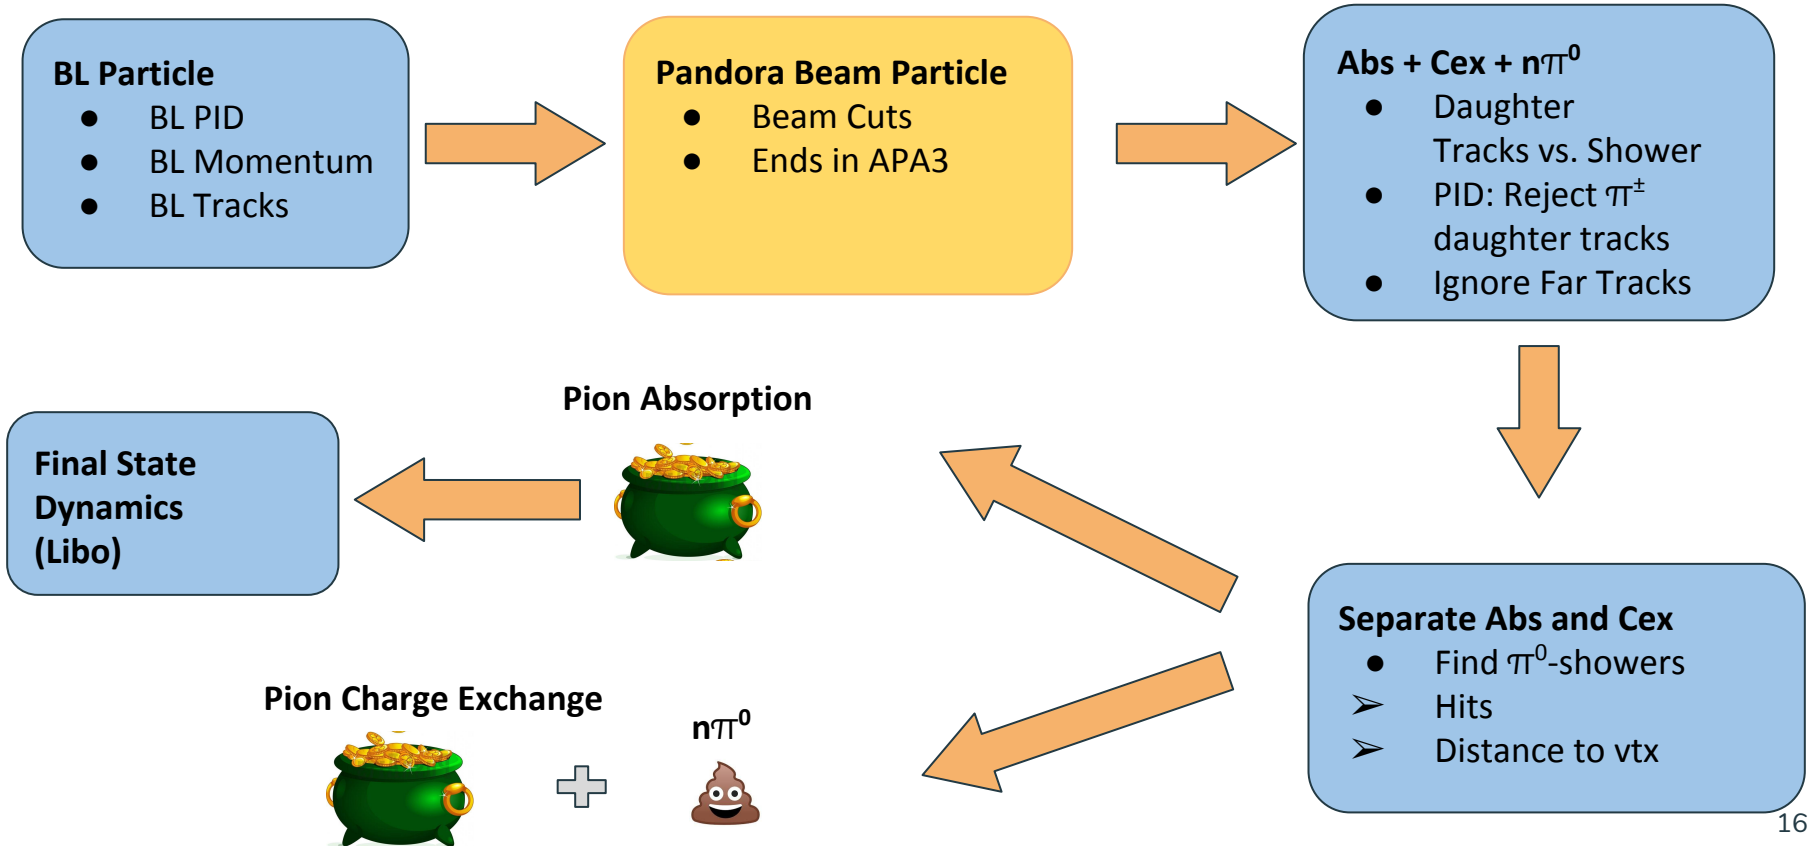 BL Particle
● BL PID
● BL Momentum
● BL Tracks
Pandora Beam Particle
● Beam Cuts
● Ends in APA3
Abs + Cex + nπ⁰
● Daughter
Tracks vs. Shower
● PID: Reject π±
daughter tracks
● Ignore Far Tracks
Pion Absorption
Final State
Dynamics
(Libo)
Separate Abs and Cex
● Find π⁰-showers
➢ Hits
➢ Distance to vtx
Pion Charge Exchange
nπ⁰
16